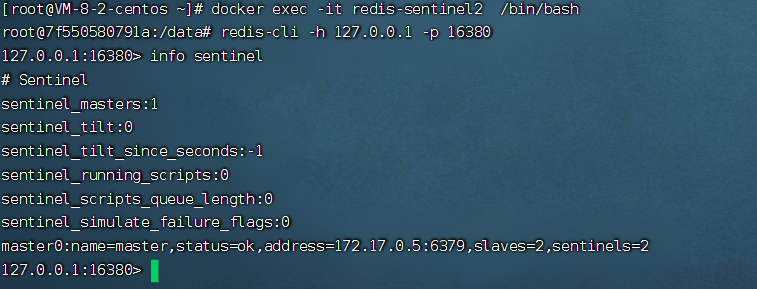 [root@VM-8-2-centos ~]# docker exec -it redis-sentinel2  /bin/bash
root@7f550580791a:/data# redis-cli -h 127.0.0.1 -p 16380
127.0.0.1:16380> info sentinel
# Sentinel
sentinel_masters:1
sentinel_tilt:0
sentinel_tilt_since_seconds:-1
sentinel_running_scripts:0
sentinel_scripts_queue_length:0
sentinel_simulate_failure_flags:0
master0:name=master,status=ok,address=172.17.0.5:6379,slaves=2,sentinels=2
127.0.0.1:16380>